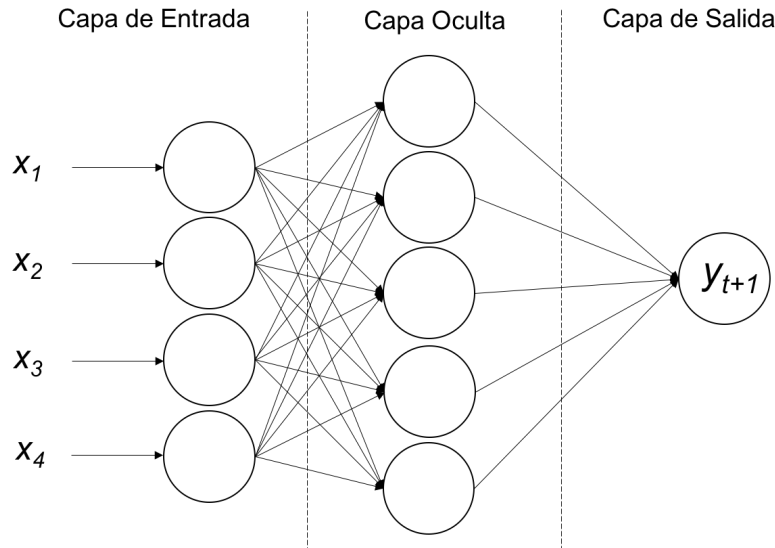 Capa de Entrada
Capa Oculta
Capa de Salida
x1
x2
x3
x4
yt+1